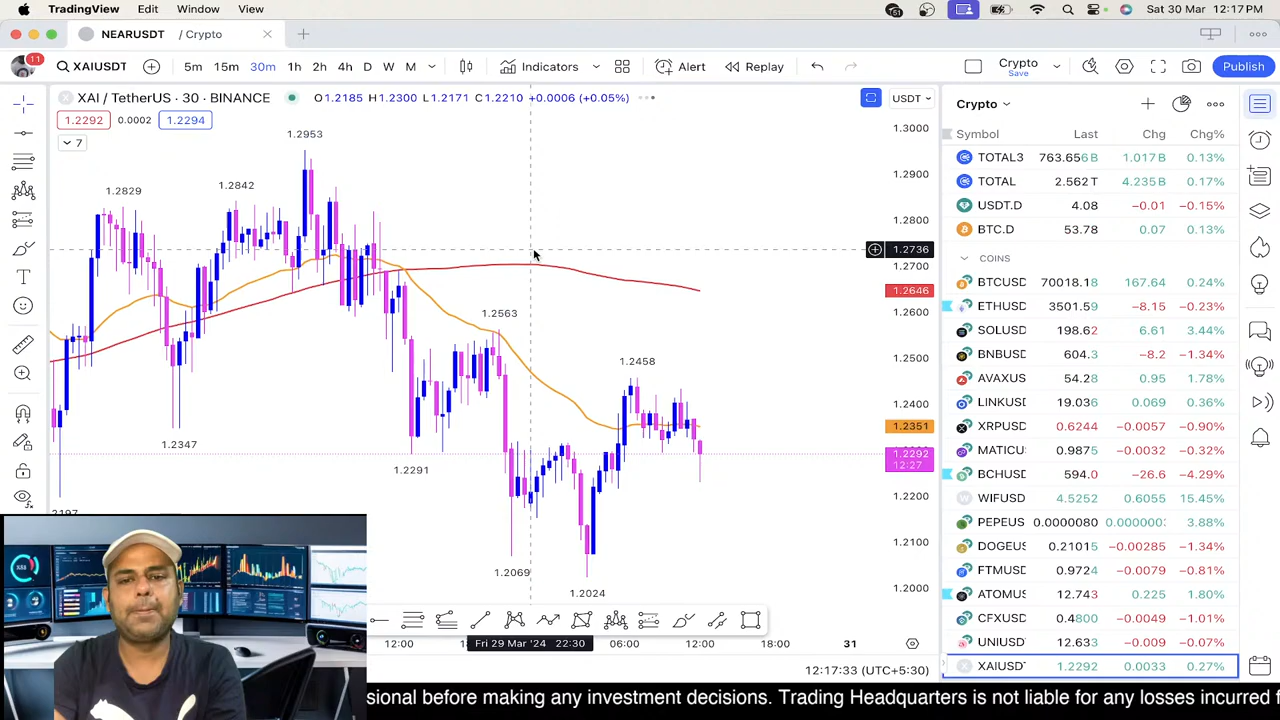 TradingView Edit Window View Sat 30 Mar 12:17 PM
NEARUSDT / Crypto
11 XAIUSDT 5m 15m 30m 1h 2h 4h D W M Indicators Alert Replay Crypto Save Publish
XAI / TetherUS · 30 · BINANCE O1.2185 H1.2300 L1.2171 C1.2210 +0.0006 (+0.05%) USDT
1.2292 0.0002 1.2294
7
1.2953
1.2829
1.2842
1.2563
1.2458
1.2347
1.2291
2197
1.2069
1.2024
1.3000
1.2900
1.2800
1.2736
1.2700
1.2646
1.2600
1.2500
1.2400
1.2351
1.2292
12:27
1.2200
1.2100
1.2000
12:00 Fri 29 Mar '24 22:30 06:00 12:00 18:00 31
12:17:33 (UTC+5:30)
Crypto
Symbol Last Chg Chg%
TOTAL3 763.656B 1.017B 0.13%
TOTAL 2.562T 4.235B 0.17%
USDT.D 4.08 −0.01 −0.15%
BTC.D 53.78 0.07 0.13%
COINS
BTCUSD 70018.18 167.64 0.24%
ETHUSD 3501.59 −8.15 −0.23%
SOLUSD 198.62 6.61 3.44%
BNBUSD 604.3 −8.2 −1.34%
AVAXUS 54.28 0.95 1.78%
LINKUSD 19.036 0.069 0.36%
XRPUSD 0.6244 −0.0057 −0.90%
MATICU 0.9875 −0.0032 −0.32%
BCHUSD 594.0 −26.6 −4.29%
WIFUSD 4.5252 0.6055 15.45%
PEPEUS 0.0000080 0.000000 3.88%
DOGEUS 0.21015 −0.00285 −1.34%
FTMUSD 0.9724 −0.0079 −0.81%
ATOMUS 12.743 0.225 1.80%
CFXUSD 0.4800 −0.0049 −1.01%
UNIUSD 12.633 −0.009 −0.07%
XAIUSD 1.2292 0.0033 0.27%
sional before making any investment decisions. Trading Headquarters is not liable for any losses incurred f